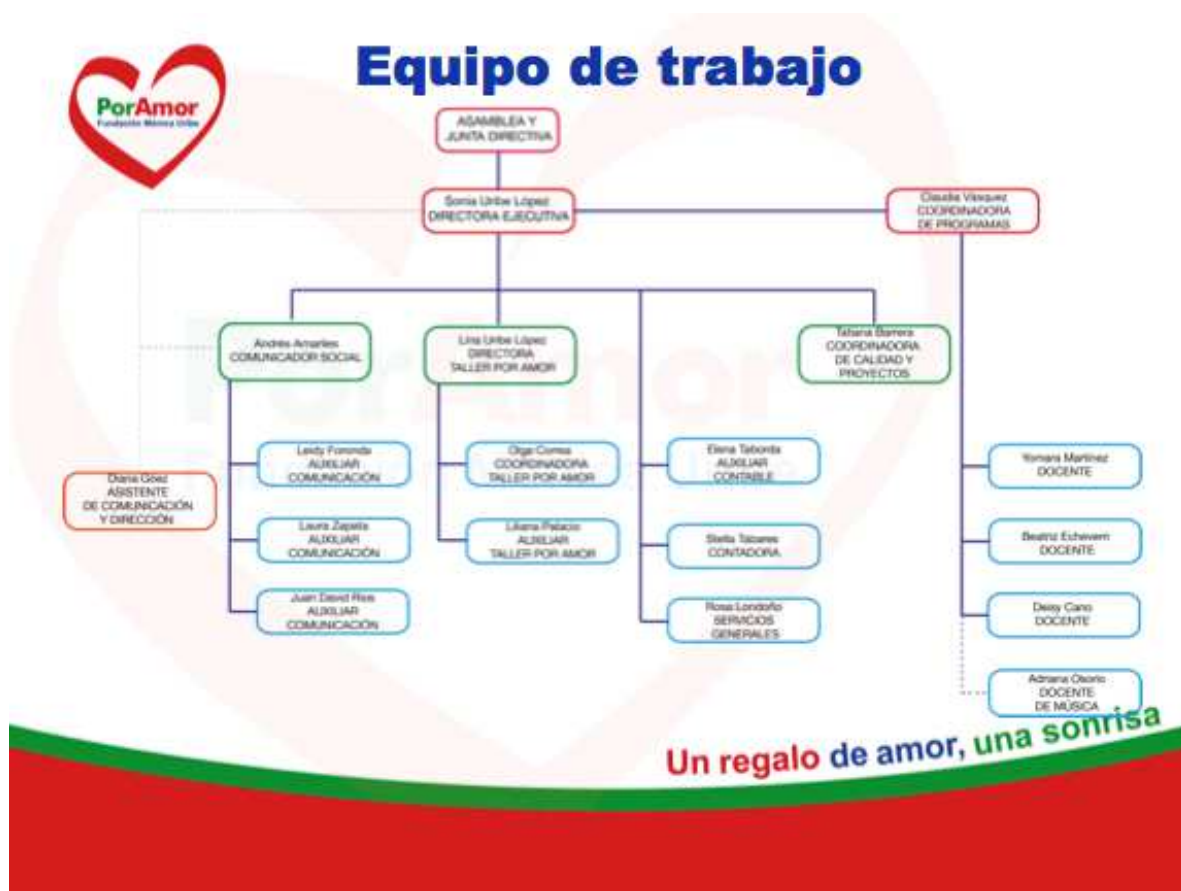 Equipo de trabajo
PorAmor
Fundación Mónica Uribe
ASAMBLEA Y
JUNTA DIRECTIVA
Sonia Uribe López
DIRECTORA EJECUTIVA
Claudia Vásquez
COORDINADORA
DE PROGRAMAS
Andrés Amariles
COMUNICADOR SOCIAL
Lina Uribe López
DIRECTORA
TALLER POR AMOR
Tatiana Barrera
COORDINADORA
DE CALIDAD Y
PROYECTOS
Diana Góez
ASISTENTE
DE COMUNICACIÓN
Y DIRECCIÓN
Leidy Foronda
AUXILIAR
COMUNICACIÓN
Laura Zapata
AUXILIAR
COMUNICACIÓN
Juan David Rios
AUXILIAR
COMUNICACIÓN
Olga Correa
COORDINADORA
TALLER POR AMOR
Liliana Palacio
AUXILIAR
TALLER POR AMOR
Elena Taborda
AUXILIAR
CONTABLE
Stella Tabares
CONTADORA
Rosa Londoño
SERVICIOS
GENERALES
Yomara Martínez
DOCENTE
Beatriz Echeverri
DOCENTE
Deisy Cano
DOCENTE
Adriana Osorio
DOCENTE
DE MÚSICA
Un regalo de amor, una sonrisa
PorAmor